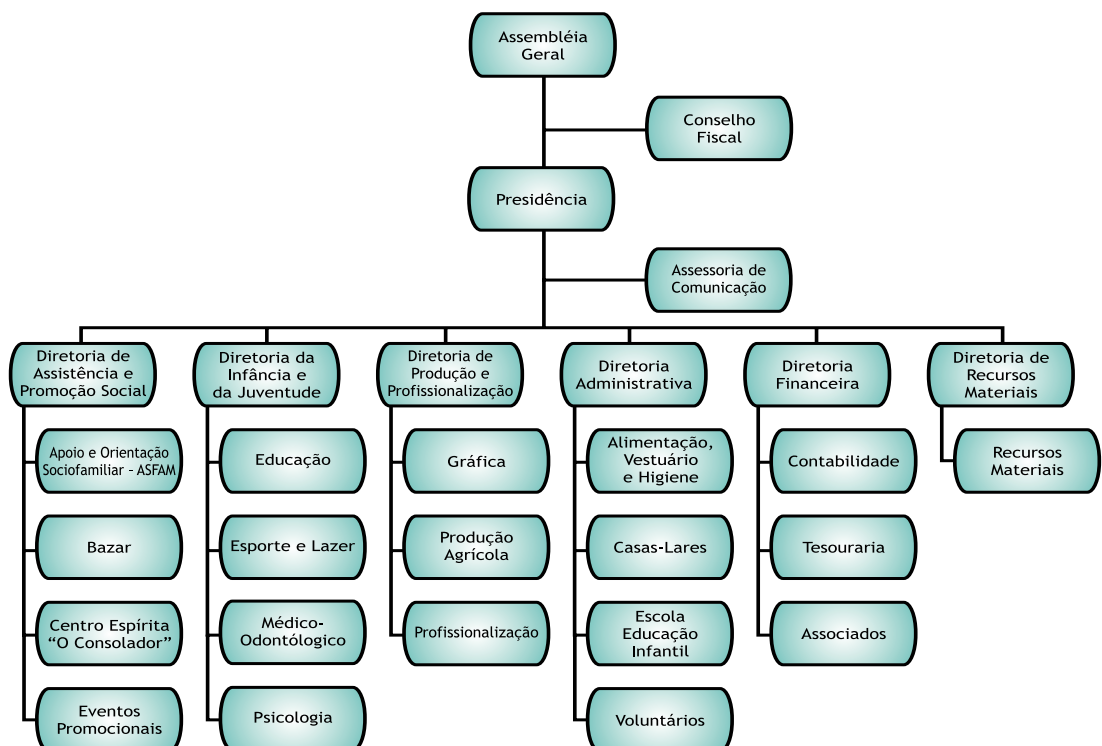 Assembléia
Geral
Conselho
Fiscal
Presidência
Assessoria de
Comunicação
Diretoria de
Assistência e
Promoção Social
Diretoria da
Infância e
da Juventude
Diretoria de
Produção e
Profissionalização
Diretoria
Administrativa
Diretoria
Financeira
Diretoria de
Recursos
Materiais
Apoio e Orientação
Sociofamiliar - ASFAM
Bazar
Centro Espírita
“O Consolador”
Eventos
Promocionais
Educação
Esporte e Lazer
Médico-
Odontólogico
Psicologia
Gráfica
Produção
Agrícola
Profissionalização
Alimentação,
Vestuário
e Higiene
Casas-Lares
Escola
Educação
Infantil
Voluntários
Contabilidade
Tesouraria
Associados
Recursos
Materiais